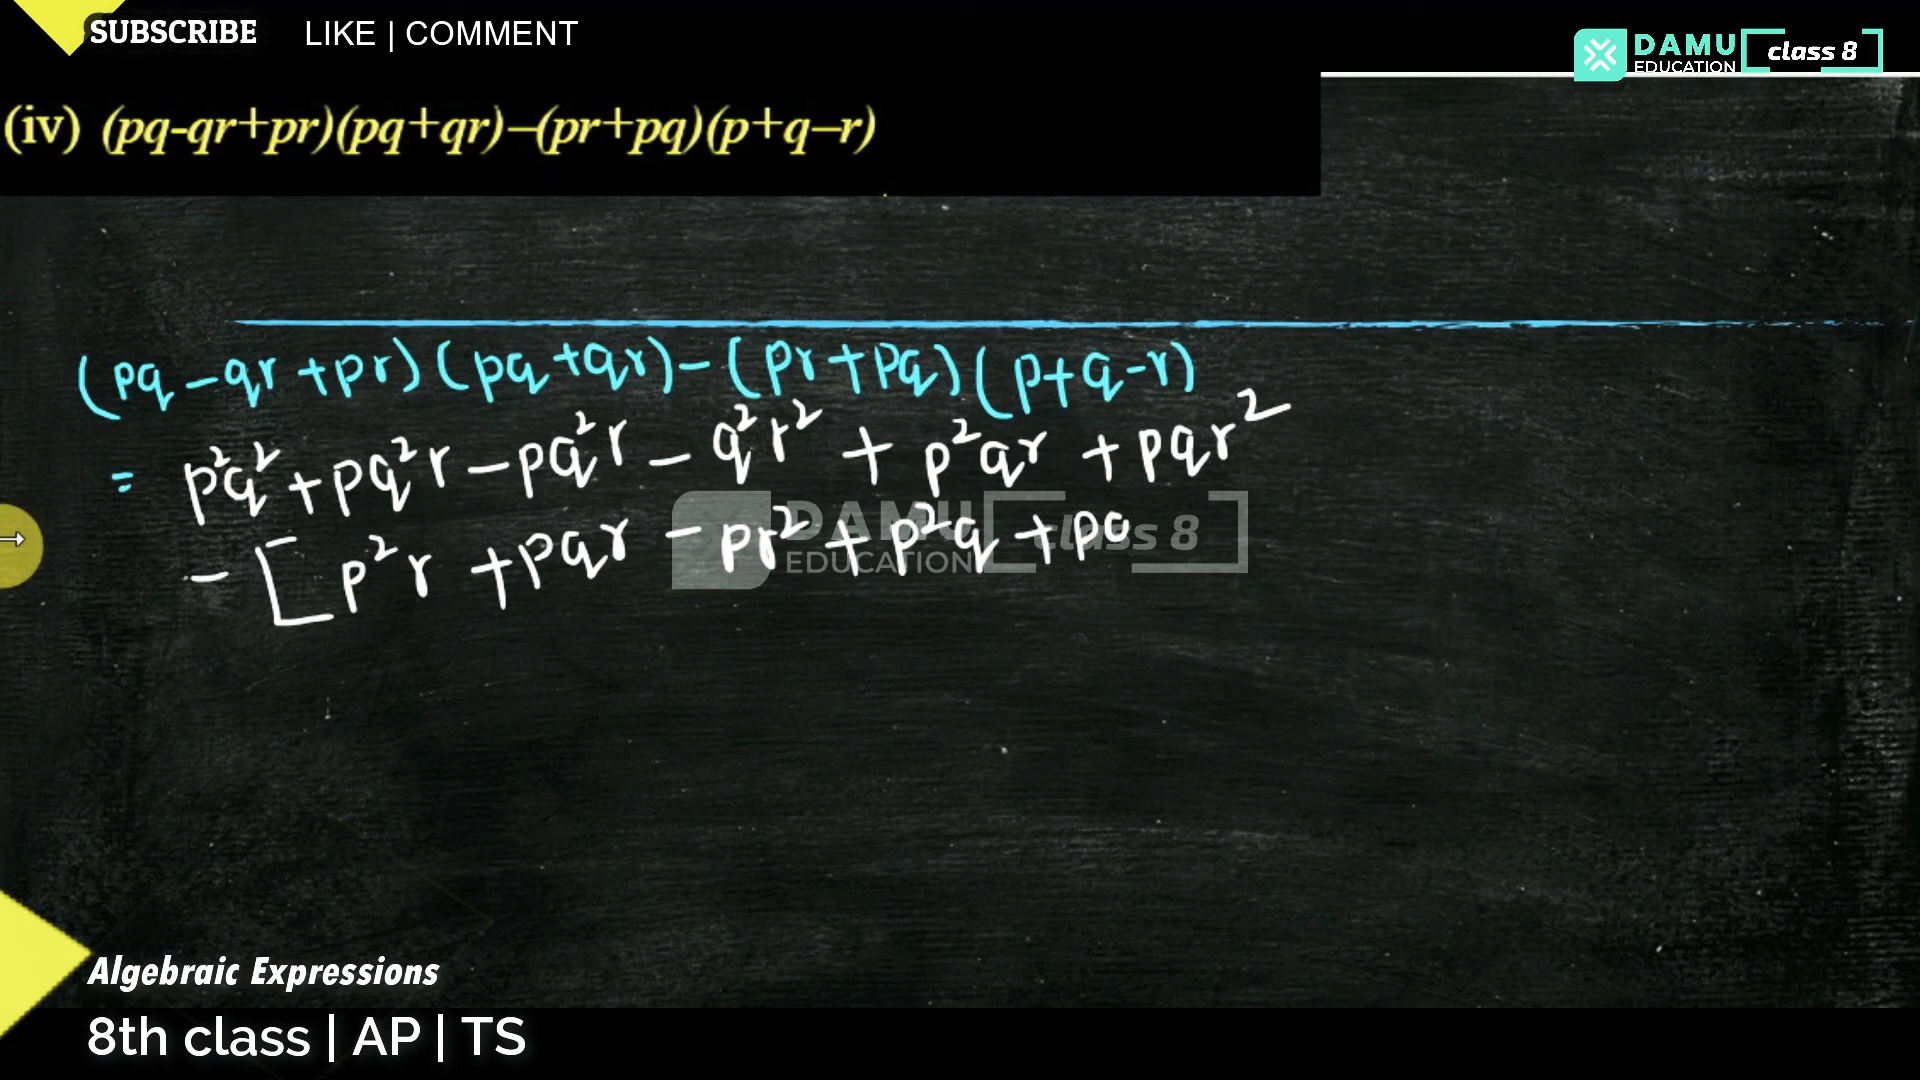 SUBSCRIBE LIKE | COMMENT
DAMU EDUCATION class 8
(iv) (pq-qr+pr)(pq+qr)–(pr+pq)(p+q–r)
(pq – qr + pr) (pq + qr) – (pr + pq) (p + q – r)
= p²q² + pq²r – pq²r – q²r² + p²qr + pqr²
– [ p²r + pqr – pr² + p²q + pq
DAMU EDUCATION class 8
Algebraic Expressions
8th class | AP | TS